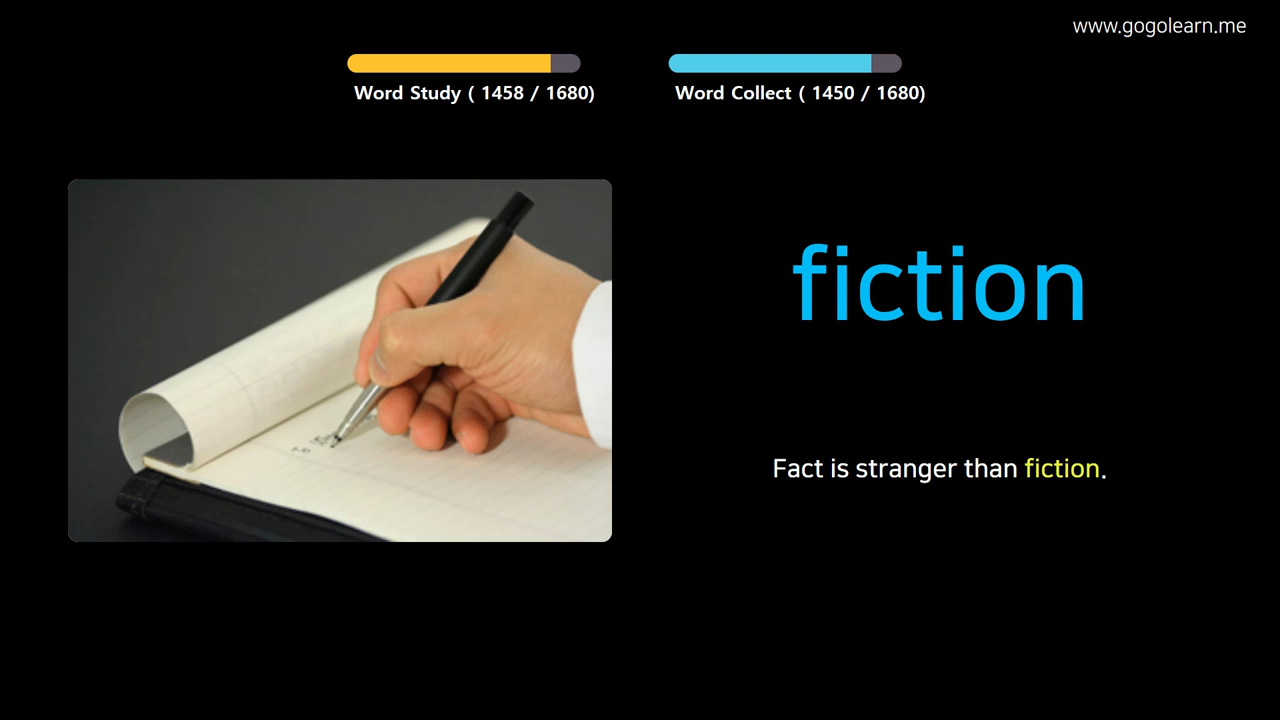 www.gogolearn.me
Word Study ( 1458 / 1680)
Word Collect ( 1450 / 1680)
fiction
Fact is stranger than fiction.